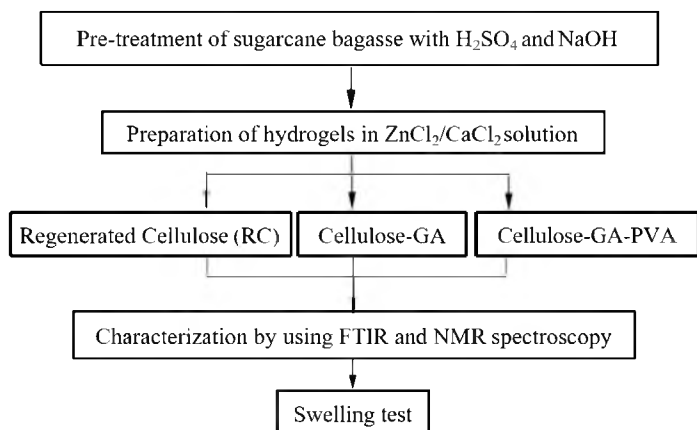 Pre-treatment of sugarcane bagasse with H₂SO₄ and NaOH
Preparation of hydrogels in ZnCl₂/CaCl₂ solution
Regenerated Cellulose (RC)
Cellulose-GA
Cellulose-GA-PVA
Characterization by using FTIR and NMR spectroscopy
Swelling test